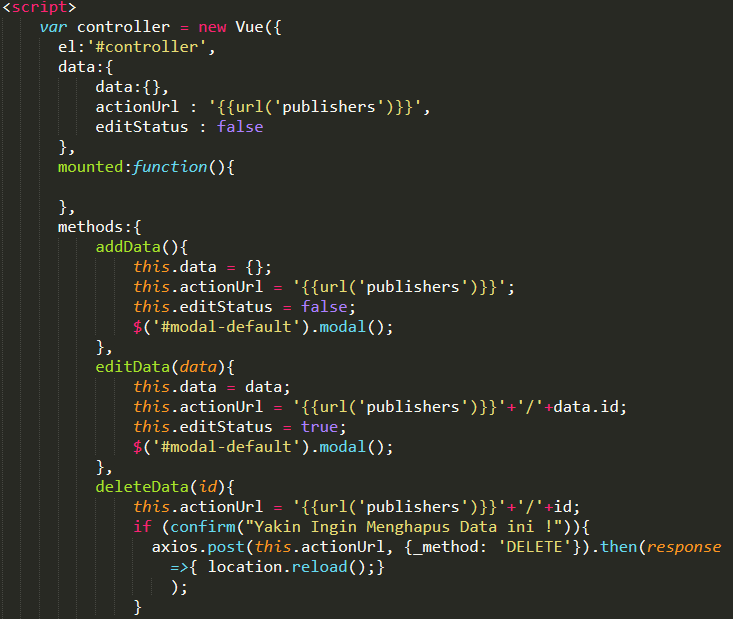 <script>
var controller = new Vue({
el:'#controller',
data:{
data:{},
actionUrl : '{{url('publishers')}}',
editStatus : false
},
mounted:function(){
},
methods:{
addData(){
this.data = {};
this.actionUrl = '{{url('publishers')}}';
this.editStatus = false;
$('#modal-default').modal();
},
editData(data){
this.data = data;
this.actionUrl = '{{url('publishers')}}'+'/'+data.id;
this.editStatus = true;
$('#modal-default').modal();
},
deleteData(id){
this.actionUrl = '{{url('publishers')}}'+'/'+id;
if (confirm("Yakin Ingin Menghapus Data ini !")){
axios.post(this.actionUrl, {_method: 'DELETE'}).then(response
=>{ location.reload();}
);
}